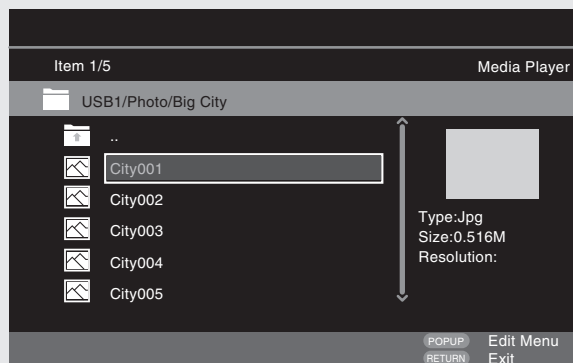 Item 1/5
Media Player
USB1/Photo/Big City
..
City001
City002
City003
City004
City005
Type:Jpg
Size:0.516M
Resolution:
POPUP Edit Menu
RETURN Exit